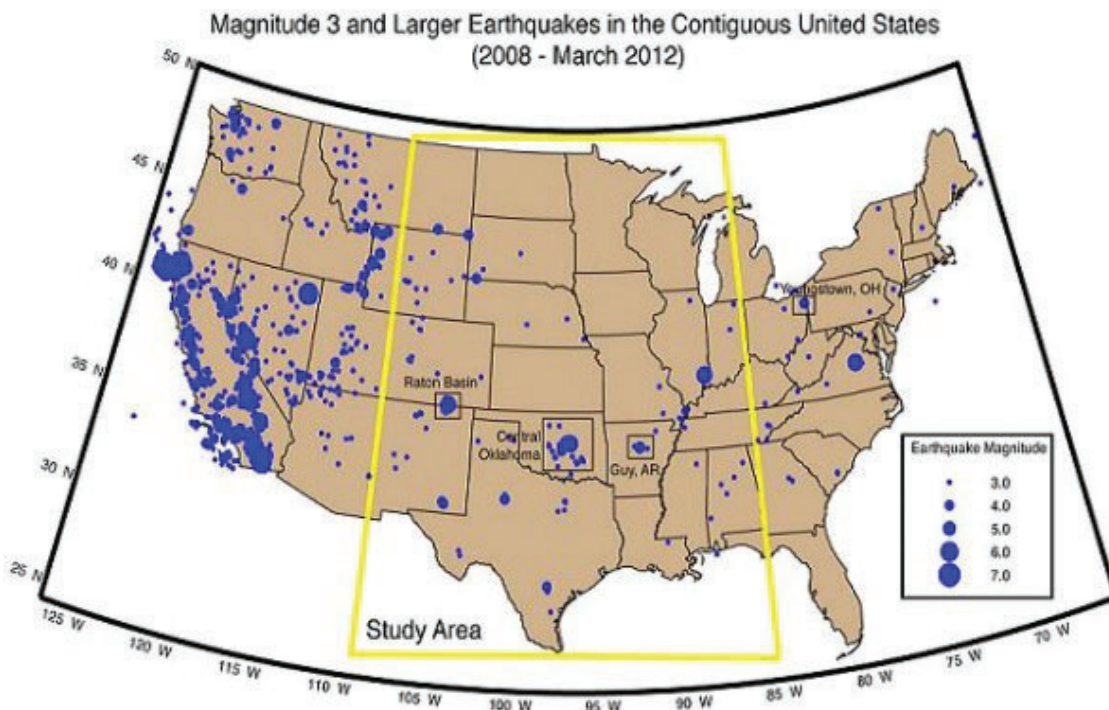 Magnitude 3 and Larger Earthquakes in the Contiguous United States
(2008 - March 2012)
50 N
45 N
40 N
35 N
30 N
25 N
Youngstown, OH
Raton Basin
Central
Oklahoma
Guy, AR
Earthquake Magnitude
3.0
4.0
5.0
6.0
7.0
Study Area
125 W
120 W
115 W
110 W
105 W
100 W
95 W
90 W
85 W
80 W
75 W
70 W